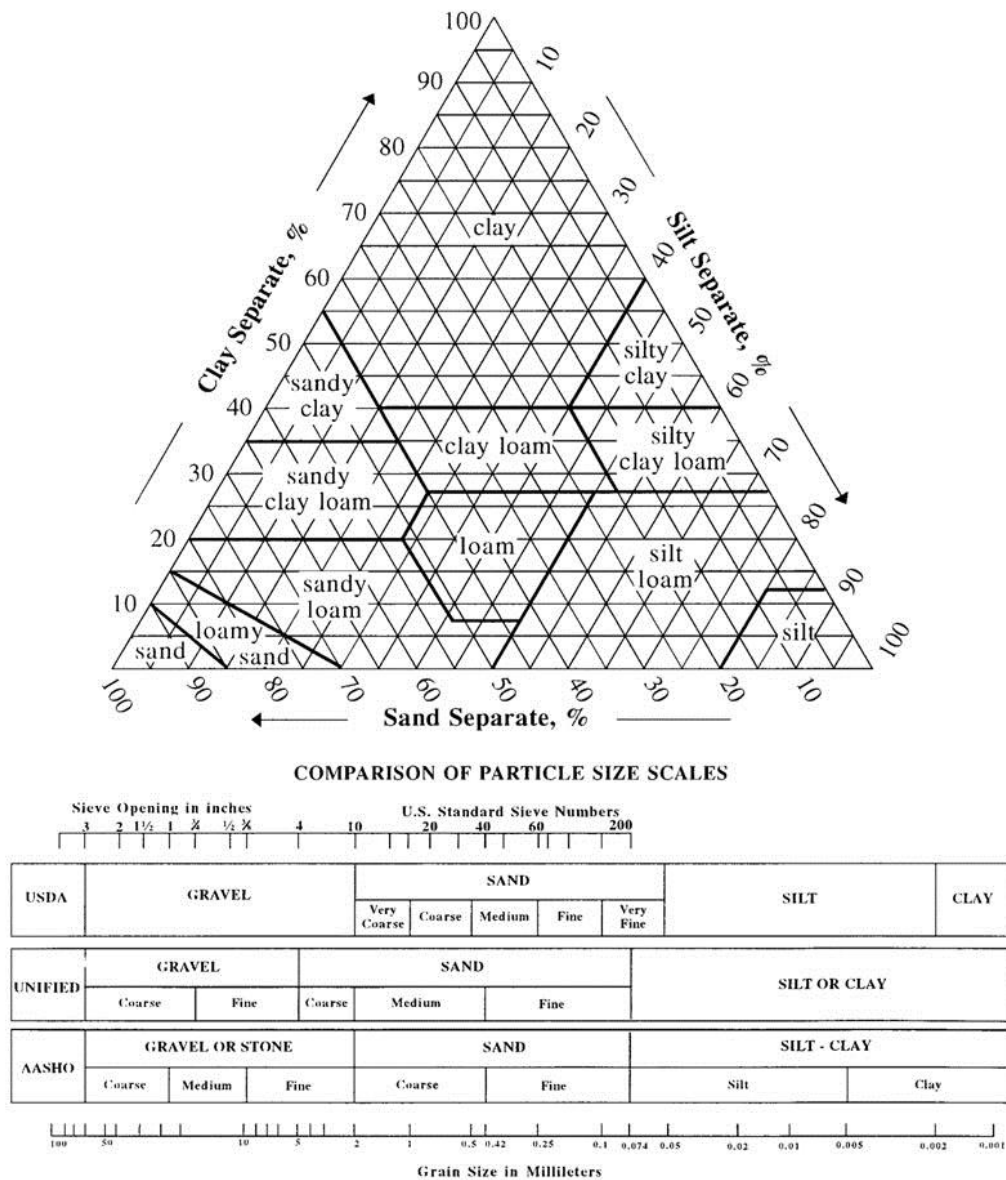 100
10
90
20
80
30
70
clay
40
60
50
50
silty
clay
60
sandy
clay
40
clay loam
silty
clay loam
70
30
sandy
clay loam
80
20
loam
silt
loam
90
sandy
loam
10
loamy
sand
sand
silt
100
100
90
80
70
60
50
40
30
20
10
Clay Separate, %
Silt Separate, %
Sand Separate, %
COMPARISON OF PARTICLE SIZE SCALES
Sieve Opening in inches U.S. Standard Sieve Numbers
3 2 1½ 1 ¾ ½ 4 10 20 40 60 200
USDA GRAVEL SAND SILT CLAY
Very Coarse Coarse Medium Fine Very Fine
UNIFIED GRAVEL SAND SILT OR CLAY
Coarse Fine Coarse Medium Fine
AASHO GRAVEL OR STONE SAND SILT - CLAY
Coarse Medium Fine Coarse Fine Silt Clay
100 50 10 5 2 1 0.5 0.42 0.25 0.1 0.074 0.05 0.02 0.01 0.005 0.002 0.001
Grain Size in Millileters